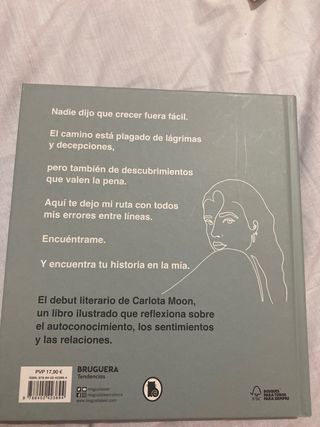 Nadie dijo que crecer fuera fácil.
El camino está plagado de lágrimas
y decepciones,
pero también de descubrimientos
que valen la pena.
Aquí te dejo mi ruta con todos
mis errores entre líneas.
Encuéntrame.
Y encuentra tu historia en la mía.
El debut literario de Carlota Moon,
un libro ilustrado que reflexiona sobre
el autoconocimiento, los sentimientos
y las relaciones.
PVP 17,90 €
BRUGUERA
Tendencias